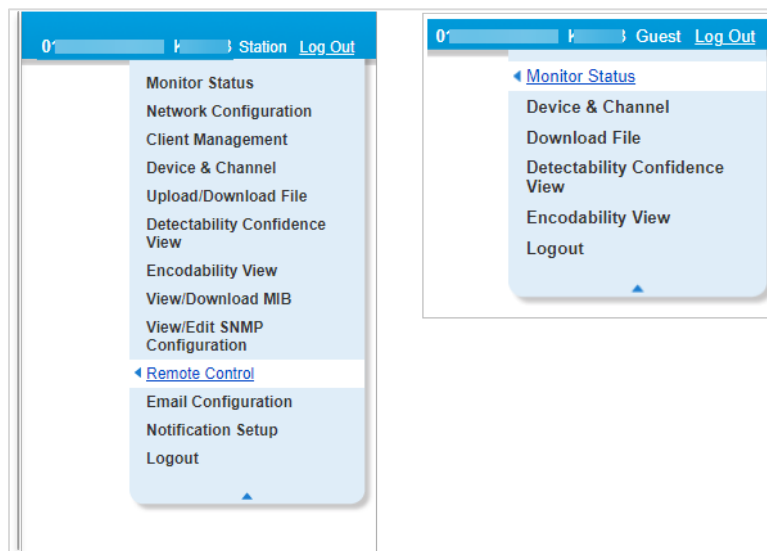 Station Log Out
Monitor Status
Network Configuration
Client Management
Device & Channel
Upload/Download File
Detectability Confidence
View
Encodability View
View/Download MIB
View/Edit SNMP
Configuration
Remote Control
Email Configuration
Notification Setup
Logout
Guest Log Out
Monitor Status
Device & Channel
Download File
Detectability Confidence
View
Encodability View
Logout